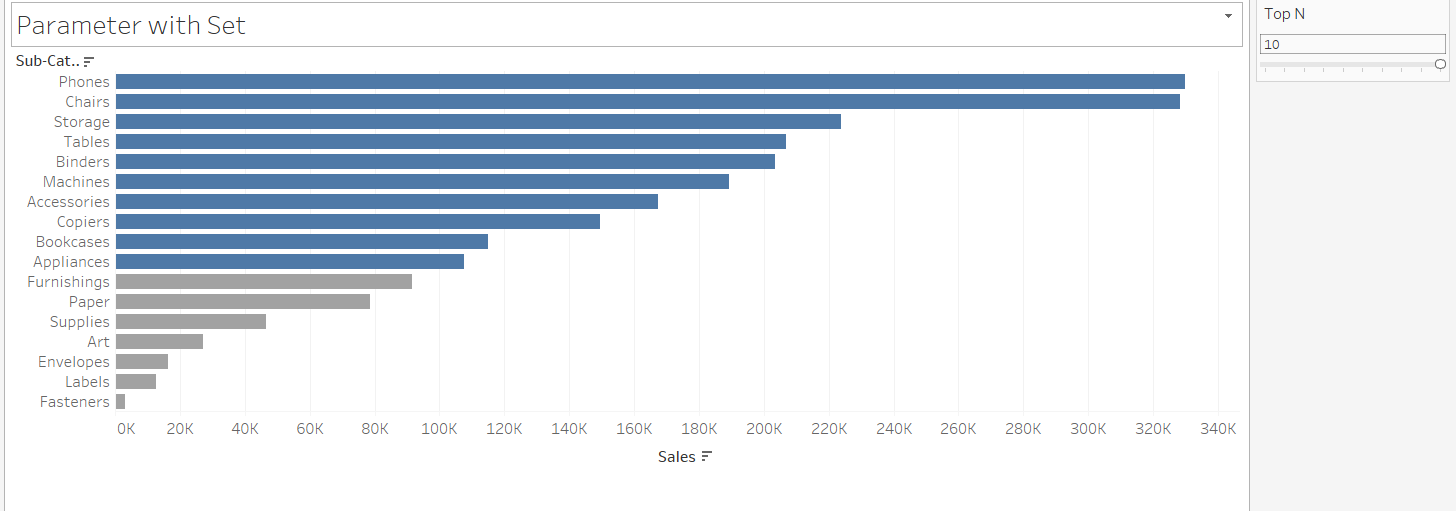 Parameter with Set
Top N
10
Sub-Cat..
Phones
Chairs
Storage
Tables
Binders
Machines
Accessories
Copiers
Bookcases
Appliances
Furnishings
Paper
Supplies
Art
Envelopes
Labels
Fasteners
0K 20K 40K 60K 80K 100K 120K 140K 160K 180K 200K 220K 240K 260K 280K 300K 320K 340K
Sales